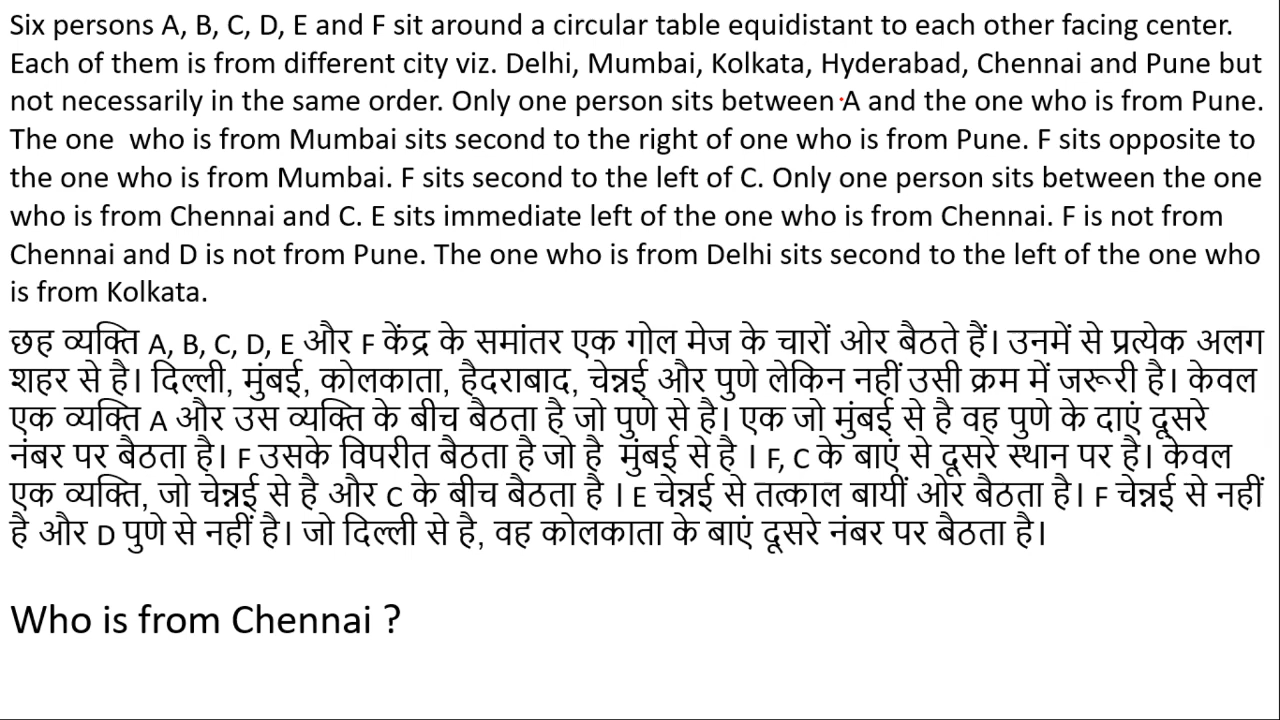 Six persons A, B, C, D, E and F sit around a circular table equidistant to each other facing center.
Each of them is from different city viz. Delhi, Mumbai, Kolkata, Hyderabad, Chennai and Pune but
not necessarily in the same order. Only one person sits between A and the one who is from Pune.
The one  who is from Mumbai sits second to the right of one who is from Pune. F sits opposite to
the one who is from Mumbai. F sits second to the left of C. Only one person sits between the one
who is from Chennai and C. E sits immediate left of the one who is from Chennai. F is not from
Chennai and D is not from Pune. The one who is from Delhi sits second to the left of the one who
is from Kolkata.
छह व्यक्ति A, B, C, D, E और F केंद्र के समांतर एक गोल मेज के चारों ओर बैठते हैं। उनमें से प्रत्येक अलग
शहर से है। दिल्ली, मुंबई, कोलकाता, हैदराबाद, चेन्नई और पुणे लेकिन नहीं उसी क्रम में जरूरी है। केवल
एक व्यक्ति A और उस व्यक्ति के बीच बैठता है जो पुणे से है। एक जो मुंबई से है वह पुणे के दाएं दूसरे
नंबर पर बैठता है। F उसके विपरीत बैठता है जो है  मुंबई से है । F, C के बाएं से दूसरे स्थान पर है। केवल
एक व्यक्ति, जो चेन्नई से है और C के बीच बैठता है । E चेन्नई से तत्काल बायीं ओर बैठता है। F चेन्नई से नहीं
है और D पुणे से नहीं है। जो दिल्ली से है, वह कोलकाता के बाएं दूसरे नंबर पर बैठता है।
Who is from Chennai ?